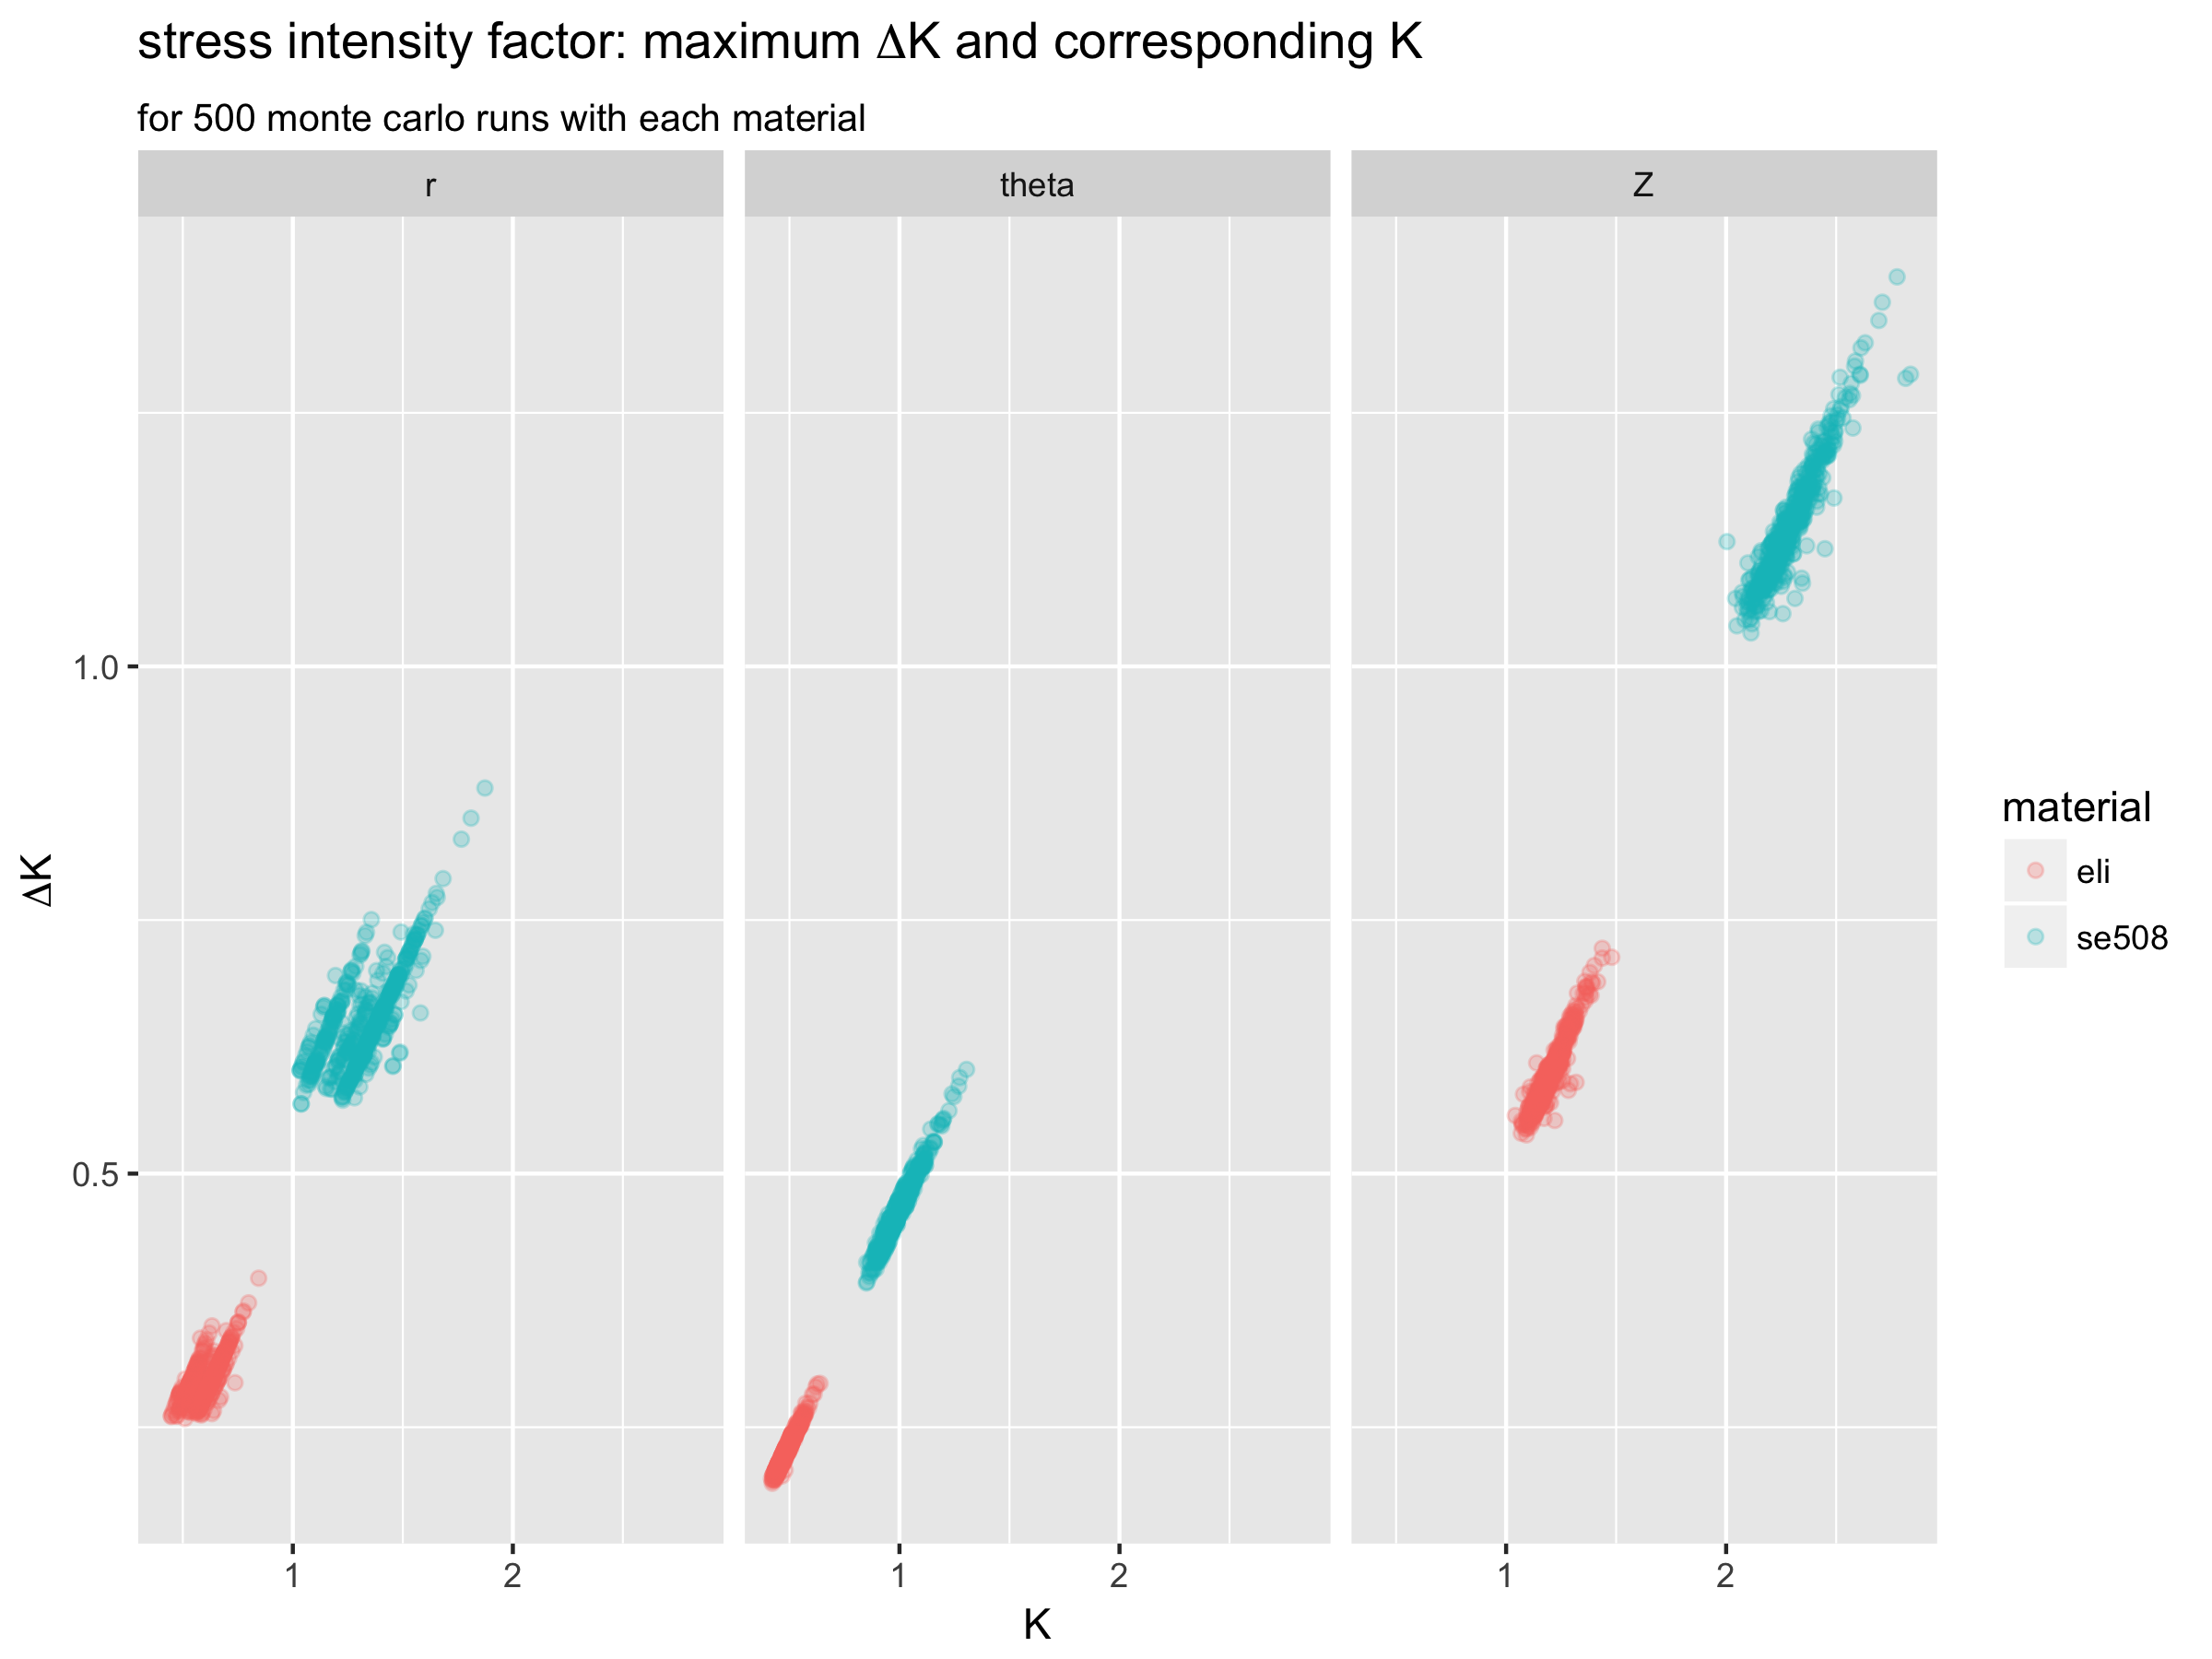 stress intensity factor: maximum ΔK and corresponding K
for 500 monte carlo runs with each material
r
theta
Z
1.0
0.5
ΔK
1
2
1
2
1
2
K
material
eli
se508